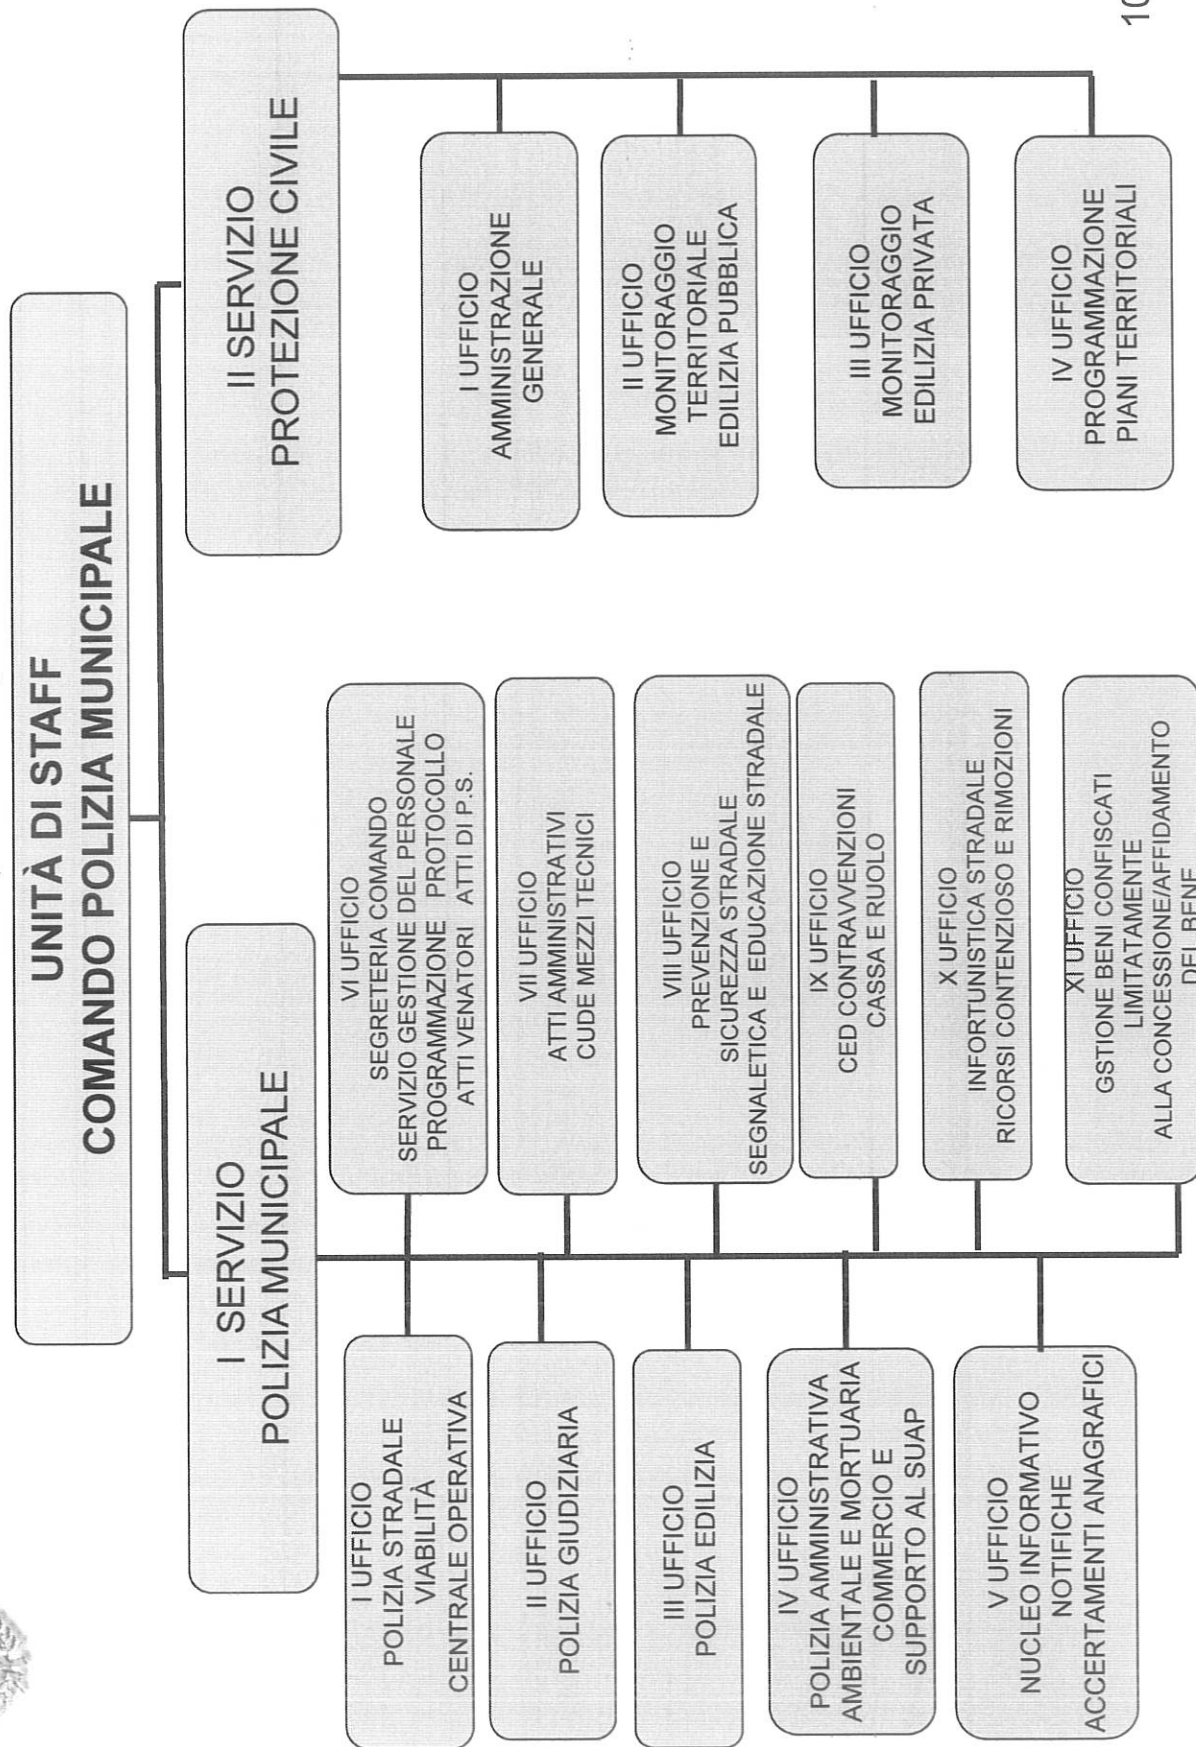 UNITÀ DI STAFF
COMANDO POLIZIA MUNICIPALE
I SERVIZIO
POLIZIA MUNICIPALE
I UFFICIO
POLIZIA STRADALE
VIABILITÀ
CENTRALE OPERATIVA
II UFFICIO
POLIZIA GIUDIZIARIA
III UFFICIO
POLIZIA EDILIZIA
IV UFFICIO
POLIZIA AMMINISTRATIVA
AMBIENTALE E MORTUARIA
COMMERCIO E
SUPPORTO AL SUAP
V UFFICIO
NUCLEO INFORMATIVO
NOTIFICHE
ACCERTAMENTI ANAGRAFICI
VI UFFICIO
SEGRETERIA COMANDO
SERVIZIO GESTIONE DEL PERSONALE
PROGRAMMAZIONE PROTOCOLLO
ATTI VENATORI ATTI DI P.S.
VII UFFICIO
ATTI AMMINISTRATIVI
CUDE MEZZI TECNICI
VIII UFFICIO
PREVENZIONE E
SICUREZZA STRADALE
SEGNALETICA E EDUCAZIONE STRADALE
IX UFFICIO
CED CONTRAVVENZIONI
CASSA E RUOLO
X UFFICIO
INFORTUNISTICA STRADALE
RICORSI CONTENZIOSO E RIMOZIONI
XI UFFICIO
GSTIONE BENI CONFISCATI
LIMITATAMENTE
ALLA CONCESSIONE/AFFIDAMENTO
DEL BENE
II SERVIZIO
PROTEZIONE CIVILE
I UFFICIO
AMMINISTRAZIONE
GENERALE
II UFFICIO
MONITORAGGIO
TERRITORIALE
EDILIZIA PUBBLICA
III UFFICIO
MONITORAGGIO
EDILIZIA PRIVATA
IV UFFICIO
PROGRAMMAZIONE
PIANI TERRITORIALI
10